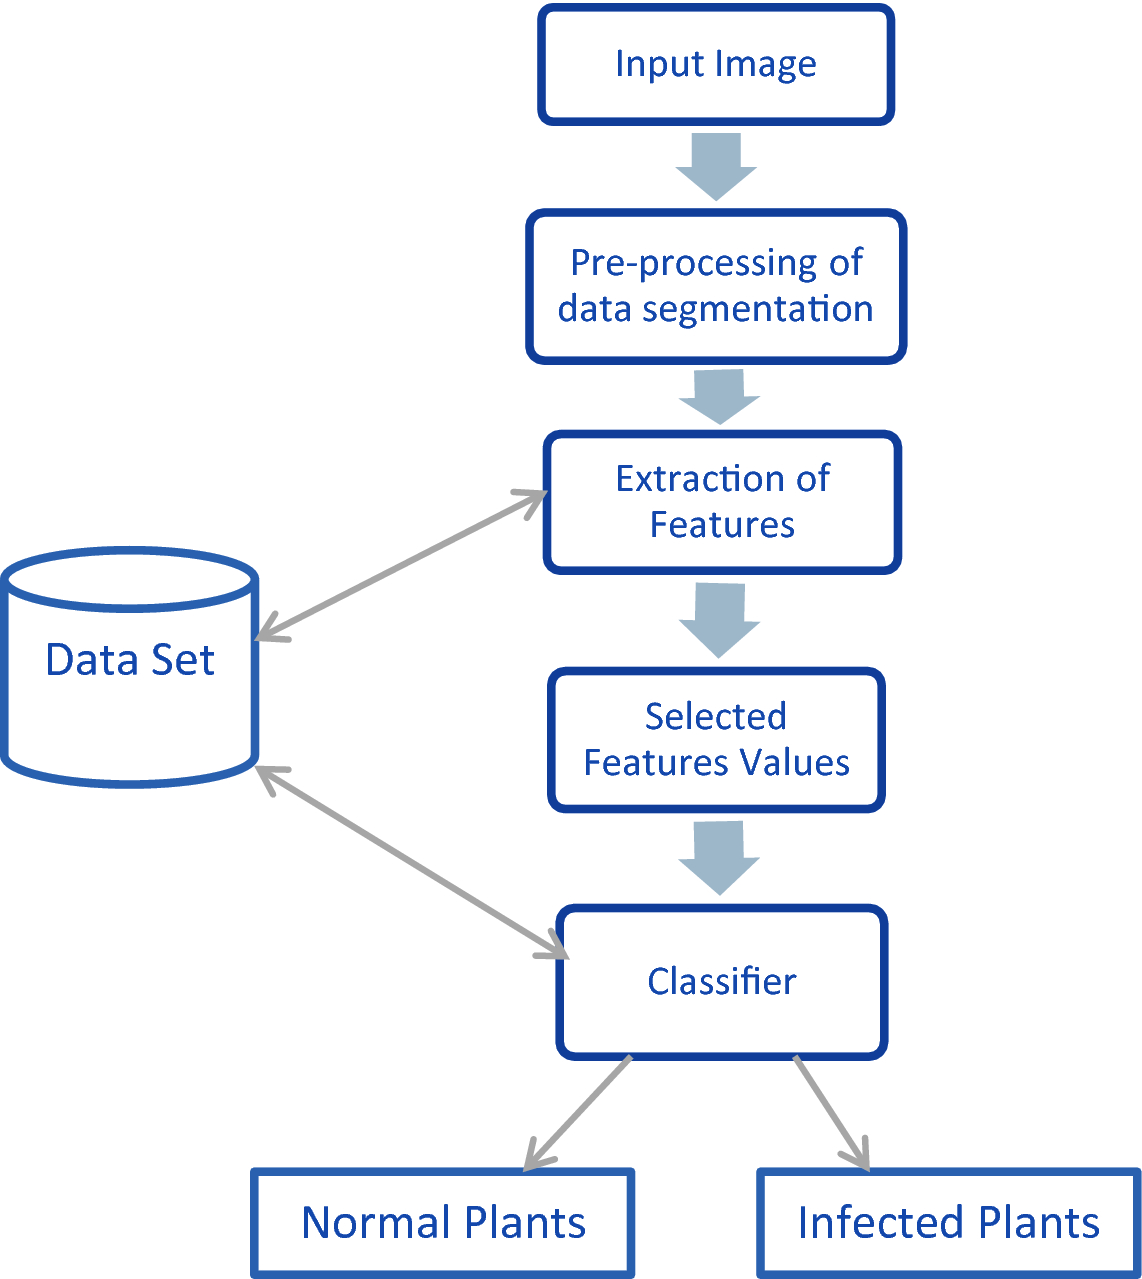 Input Image
Pre-processing of
data segmentation
Extraction of
Features
Data Set
Selected
Features Values
Classifier
Normal Plants
Infected Plants